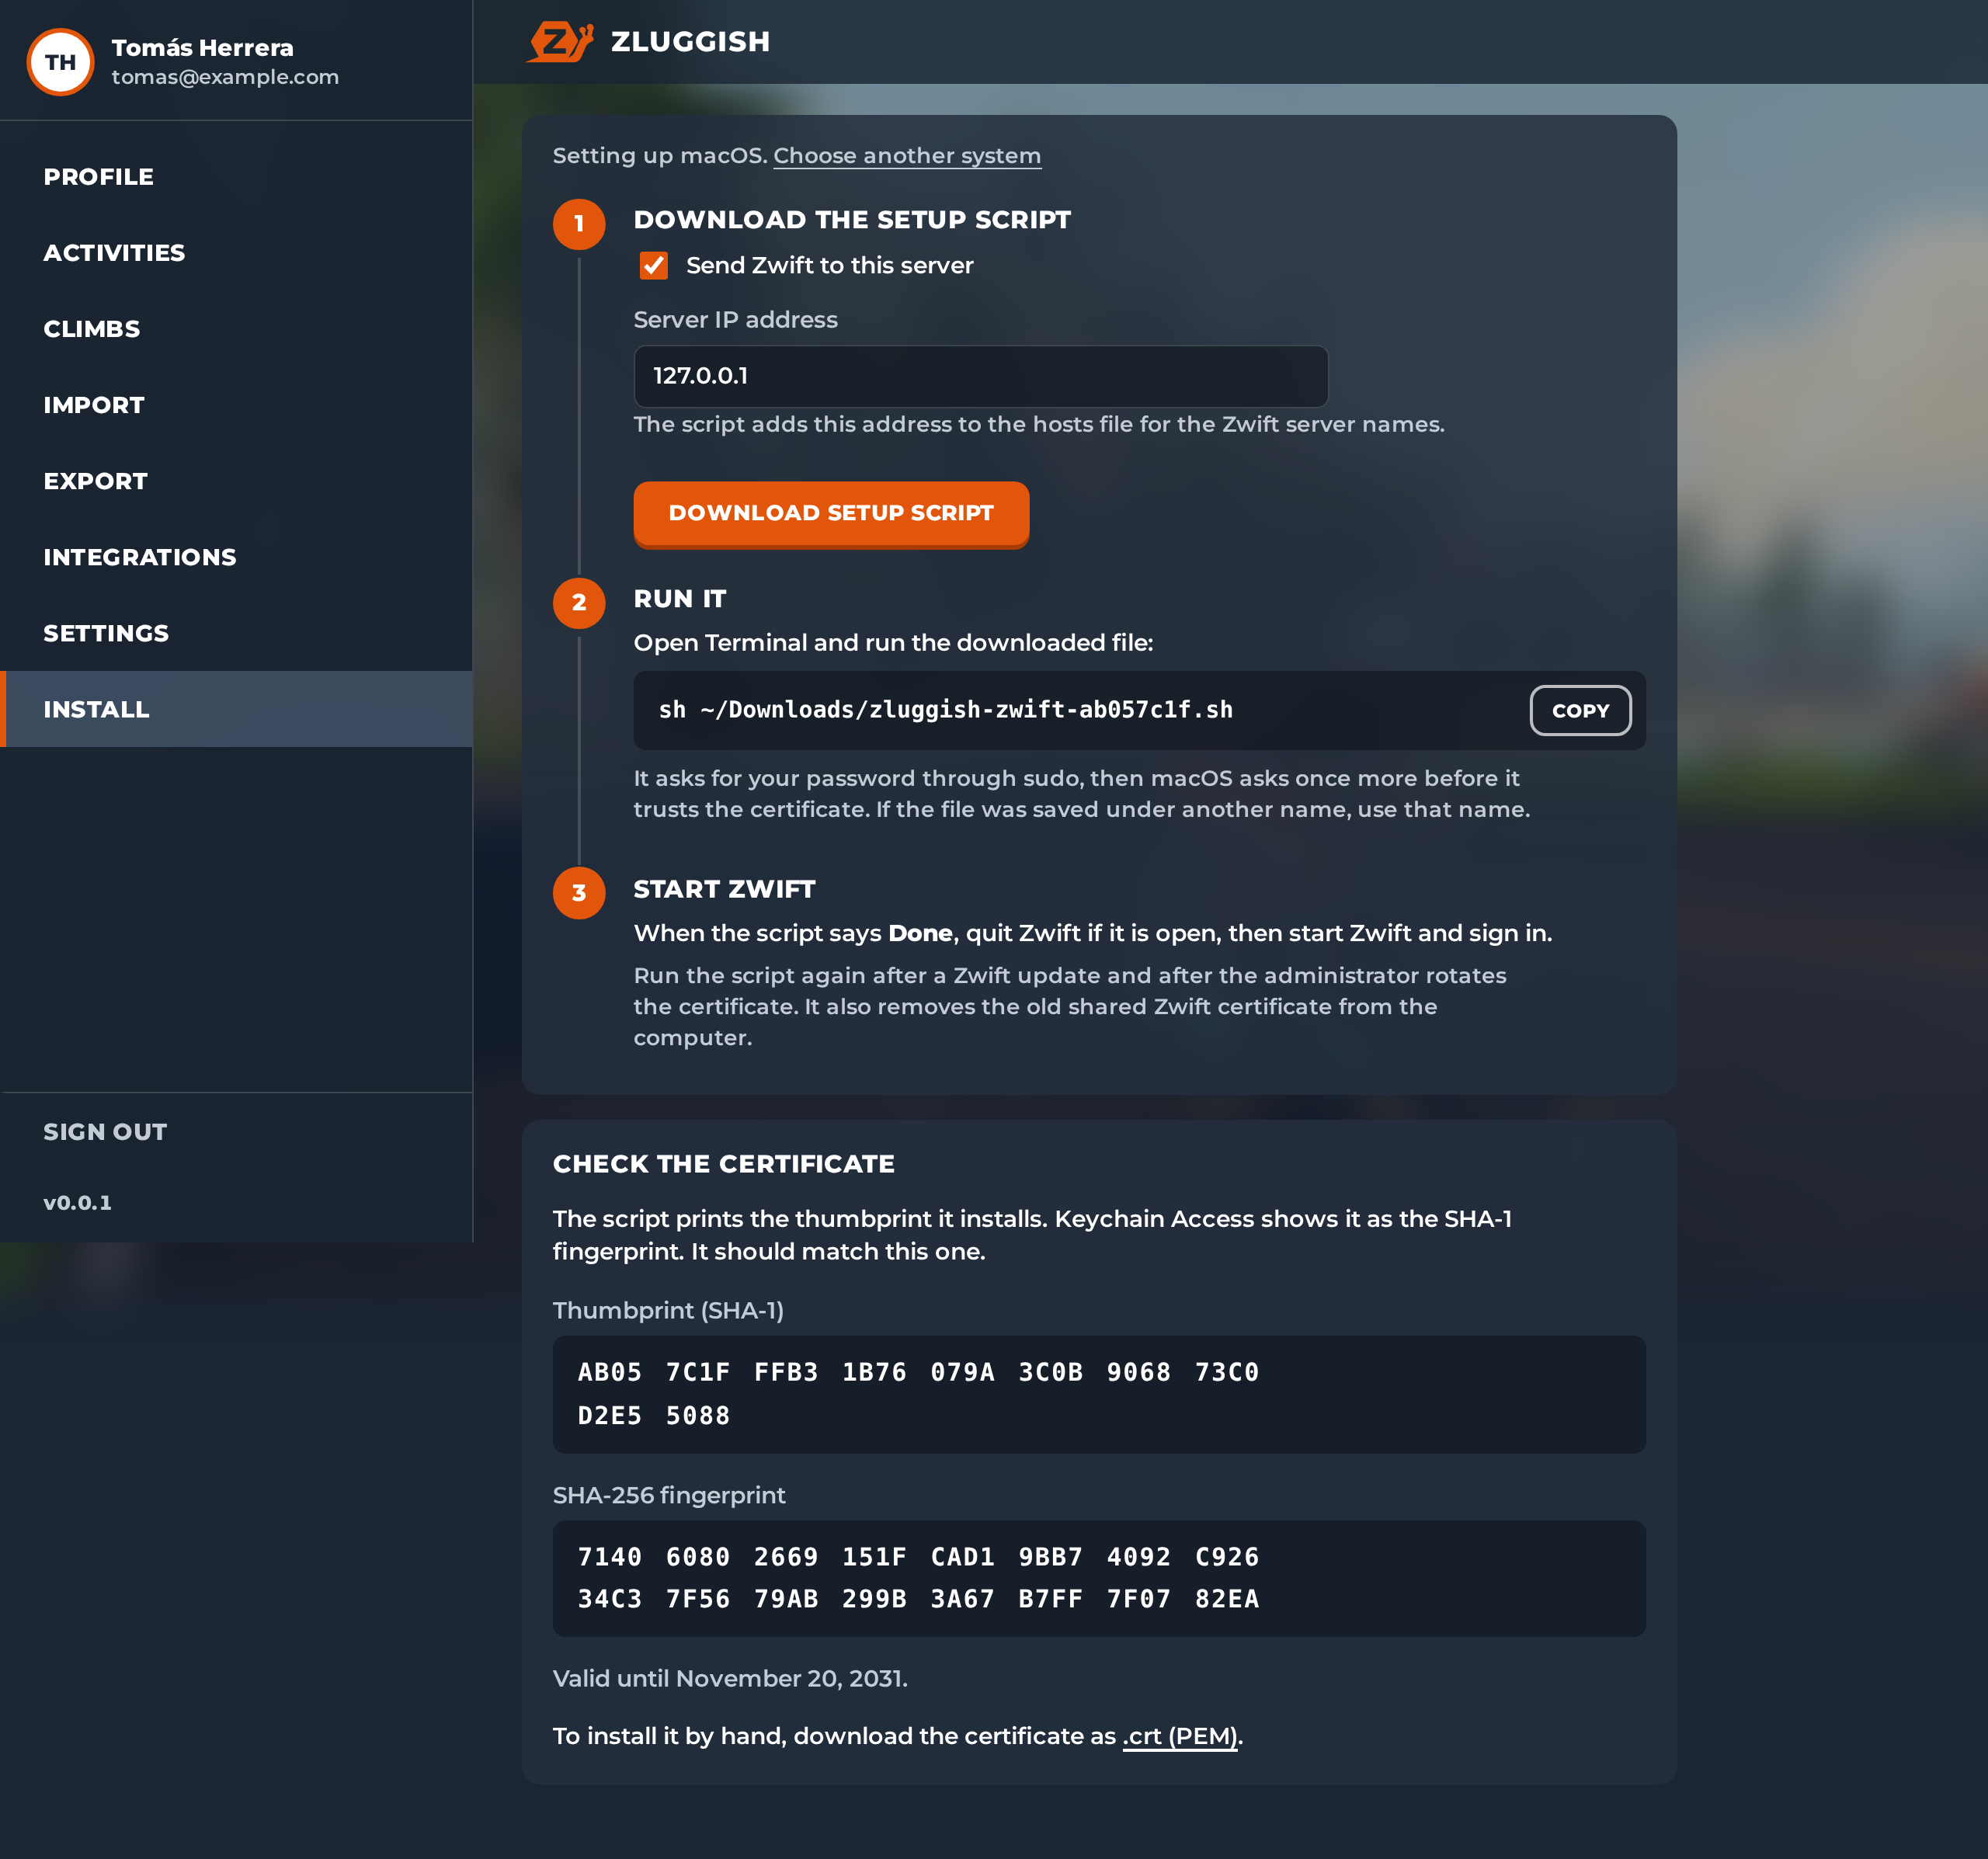 TH
Tomás Herrera
tomas@example.com
PROFILE
ACTIVITIES
CLIMBS
IMPORT
EXPORT
INTEGRATIONS
SETTINGS
INSTALL
SIGN OUT
v0.0.1
Z
ZLUGGISH
Setting up macOS. Choose another system
1
DOWNLOAD THE SETUP SCRIPT
Send Zwift to this server
Server IP address
127.0.0.1
The script adds this address to the hosts file for the Zwift server names.
DOWNLOAD SETUP SCRIPT
2
RUN IT
Open Terminal and run the downloaded file:
sh ~/Downloads/zluggish-zwift-ab057c1f.sh
COPY
It asks for your password through sudo, then macOS asks once more before it
trusts the certificate. If the file was saved under another name, use that name.
3
START ZWIFT
When the script says Done, quit Zwift if it is open, then start Zwift and sign in.
Run the script again after a Zwift update and after the administrator rotates
the certificate. It also removes the old shared Zwift certificate from the
computer.
CHECK THE CERTIFICATE
The script prints the thumbprint it installs. Keychain Access shows it as the SHA-1
fingerprint. It should match this one.
Thumbprint (SHA-1)
AB05 7C1F FFB3 1B76 079A 3C0B 9068 73C0
D2E5 5088
SHA-256 fingerprint
7140 6080 2669 151F CAD1 9BB7 4092 C926
34C3 7F56 79AB 299B 3A67 B7FF 7F07 82EA
Valid until November 20, 2031.
To install it by hand, download the certificate as .crt (PEM).